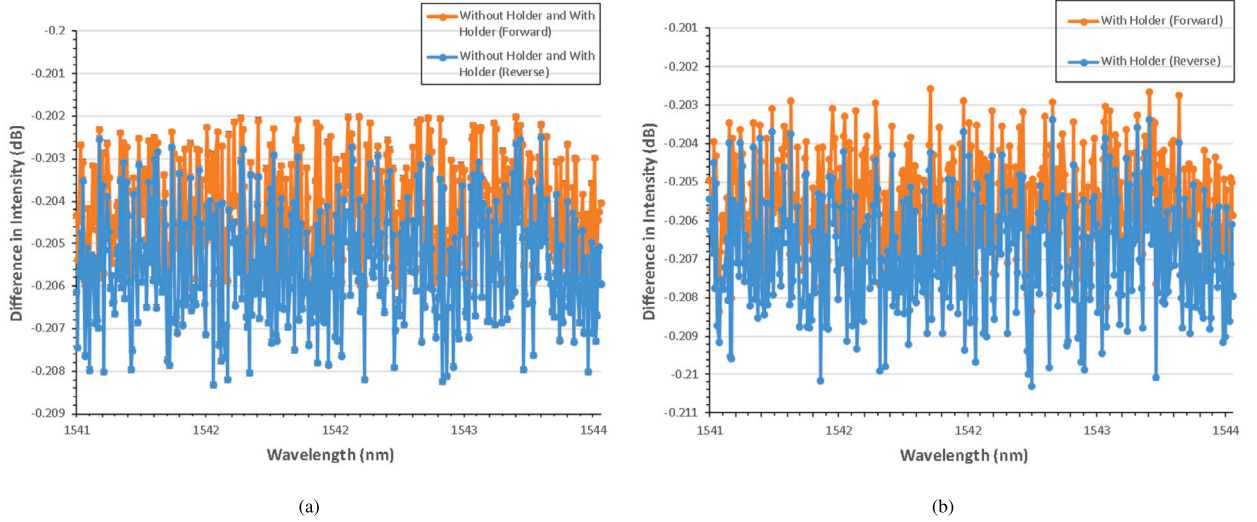 Without Holder and With
Holder (Forward)
Without Holder and With
Holder (Reverse)
-0.2
-0.201
-0.202
-0.203
-0.204
-0.205
-0.206
-0.207
-0.208
-0.209
Difference in Intensity (dB)
1541 1542 1542 1543 1544
Wavelength (nm)
(a)
With Holder (Forward)
With Holder (Reverse)
-0.201
-0.202
-0.203
-0.204
-0.205
-0.206
-0.207
-0.208
-0.209
-0.21
-0.211
Difference in Intensity (dB)
1541 1542 1542 1543 1544
Wavelength (nm)
(b)